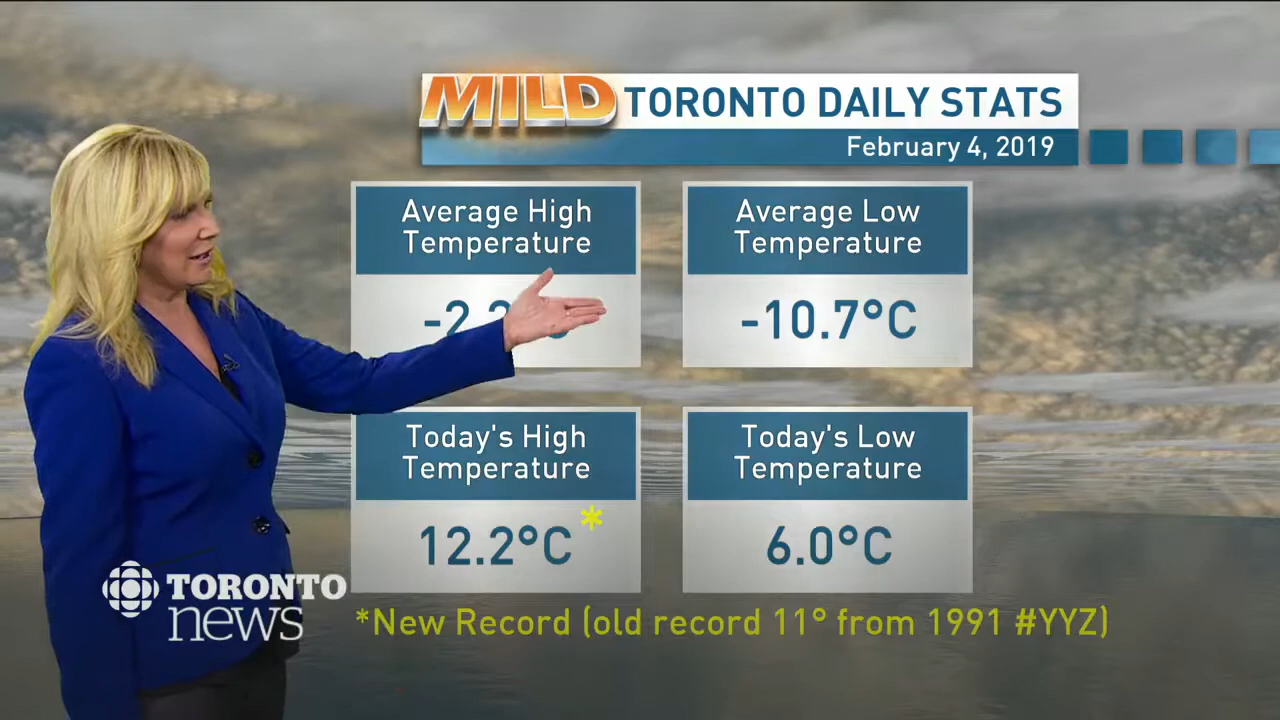 MILD TORONTO DAILY STATS
February 4, 2019
Average High
Temperature
Average Low
Temperature
-10.7°C
Today's High
Temperature
12.2°C*
Today's Low
Temperature
6.0°C
TORONTO
news
*New Record (old record 11° from 1991 #YYZ)